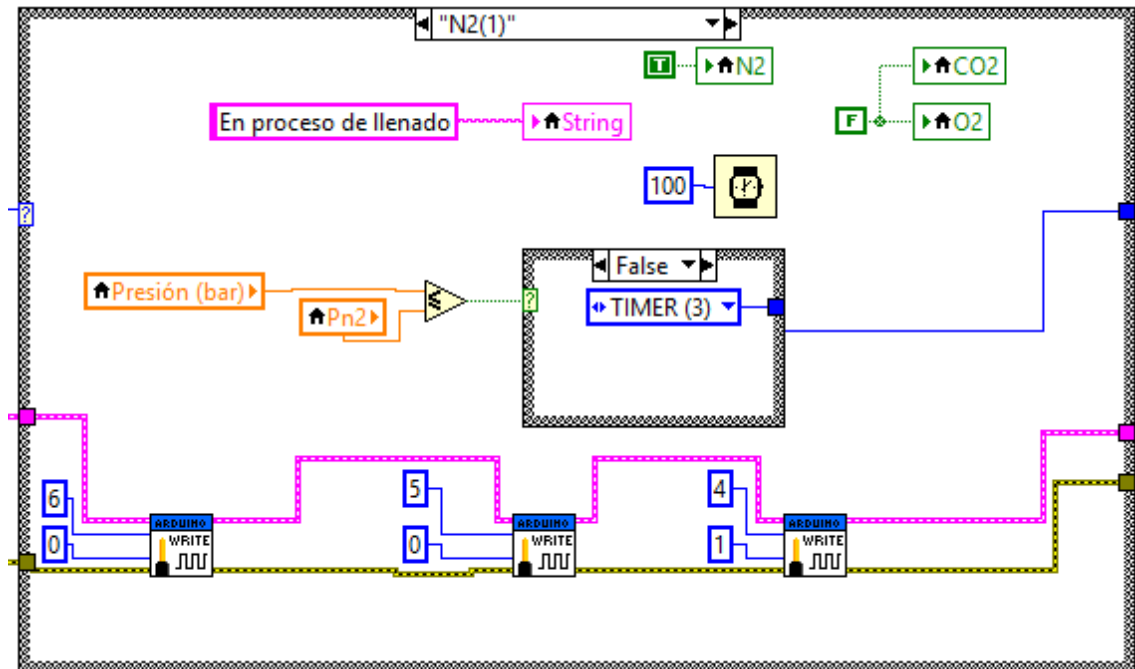 "N2(1)"
T
N2
CO2
En proceso de llenado
String
F
O2
100
?
False
Presión (bar)
?
TIMER (3)
Pn2
6
5
4
ARDUINO
ARDUINO
ARDUINO
0
WRITE
0
WRITE
1
WRITE